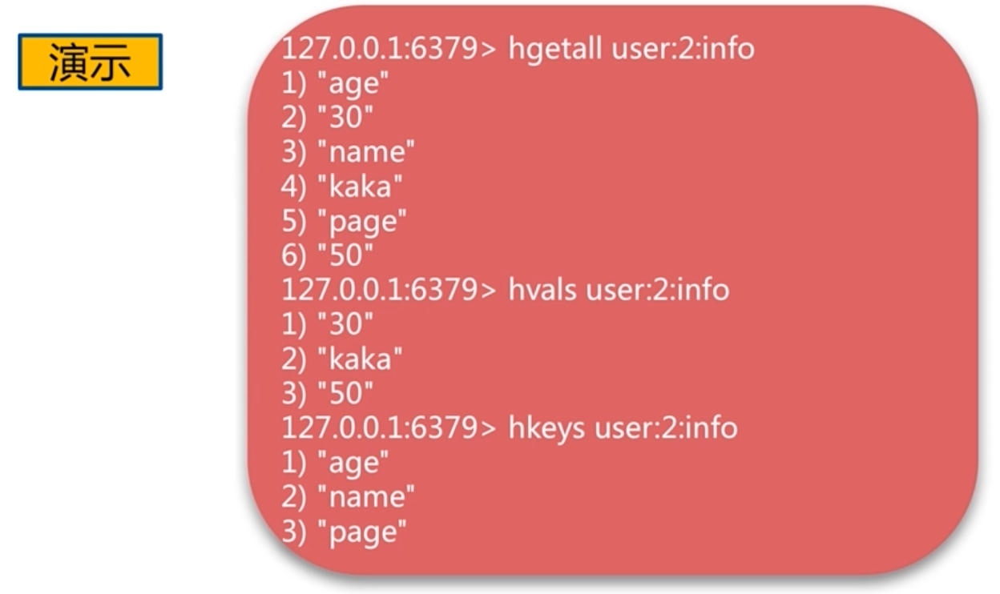 演示
127.0.0.1:6379> hgetall user:2:info
1) "age"
2) "30"
3) "name"
4) "kaka"
5) "page"
6) "50"
127.0.0.1:6379> hvals user:2:info
1) "30"
2) "kaka"
3) "50"
127.0.0.1:6379> hkeys user:2:info
1) "age"
2) "name"
3) "page"